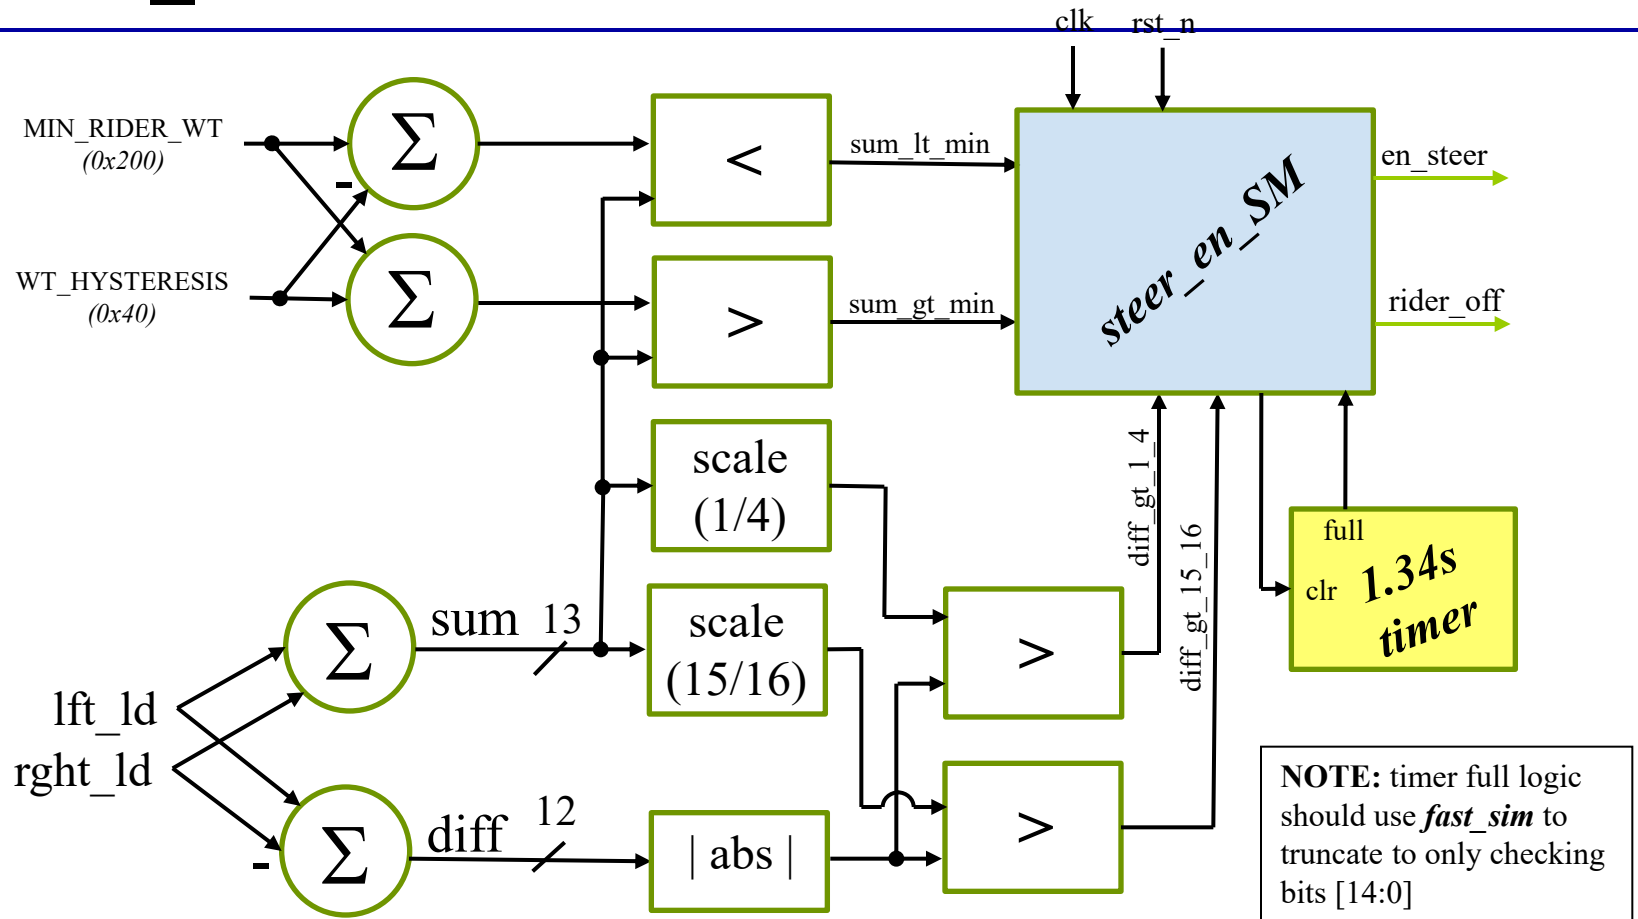 clk rst_n
MIN_RIDER_WT
(0x200)
Σ
-
<
sum_lt_min
steer_en_SM
en_steer
WT_HYSTERESIS
(0x40)
Σ
>
sum_gt_min
rider_off
scale
(1/4)
diff_gt_1_4
diff_gt_15_16
full
clr
1.34s
timer
Σ
sum 13
scale
(15/16)
>
lft_ld
rght_ld
-
Σ
diff 12
| abs |
>
NOTE: timer full logic
should use fast_sim to
truncate to only checking
bits [14:0]